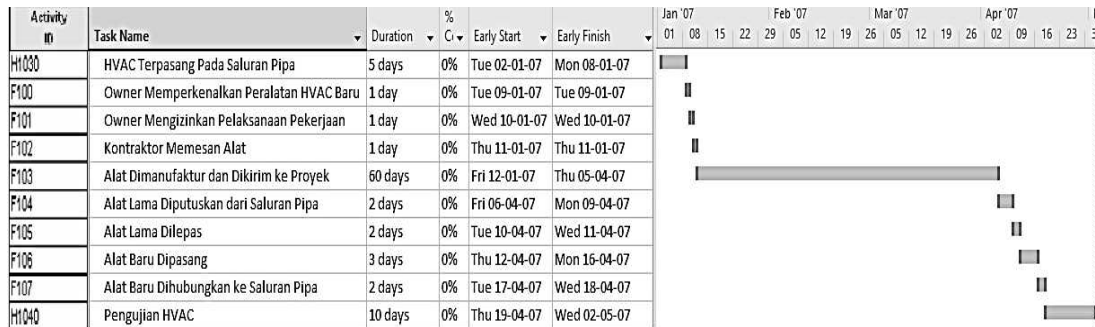 Activity ID Task Name Duration % C Early Start Early Finish Jan '07 Feb '07 Mar '07 Apr '07
01 08 15 22 29 05 12 19 26 05 12 19 26 02 09 16 23 3
H1030 HVAC Terpasang Pada Saluran Pipa 5 days 0% Tue 02-01-07 Mon 08-01-07
F100 Owner Memperkenalkan Peralatan HVAC Baru 1 day 0% Tue 09-01-07 Tue 09-01-07
F101 Owner Mengizinkan Pelaksanaan Pekerjaan 1 day 0% Wed 10-01-07 Wed 10-01-07
F102 Kontraktor Memesan Alat 1 day 0% Thu 11-01-07 Thu 11-01-07
F103 Alat Dimanufaktur dan Dikirim ke Proyek 60 days 0% Fri 12-01-07 Thu 05-04-07
F104 Alat Lama Diputuskan dari Saluran Pipa 2 days 0% Fri 06-04-07 Mon 09-04-07
F105 Alat Lama Dilepas 2 days 0% Tue 10-04-07 Wed 11-04-07
F106 Alat Baru Dipasang 3 days 0% Thu 12-04-07 Mon 16-04-07
F107 Alat Baru Dihubungkan ke Saluran Pipa 2 days 0% Tue 17-04-07 Wed 18-04-07
H1040 Pengujian HVAC 10 days 0% Thu 19-04-07 Wed 02-05-07